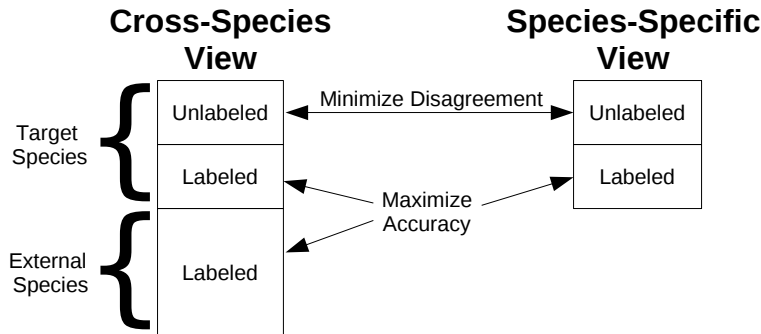 Cross-Species
View
Species-Specific
View
Target
Species
Unlabeled
Minimize Disagreement
Unlabeled
Labeled
Maximize
Accuracy
Labeled
External
Species
Labeled